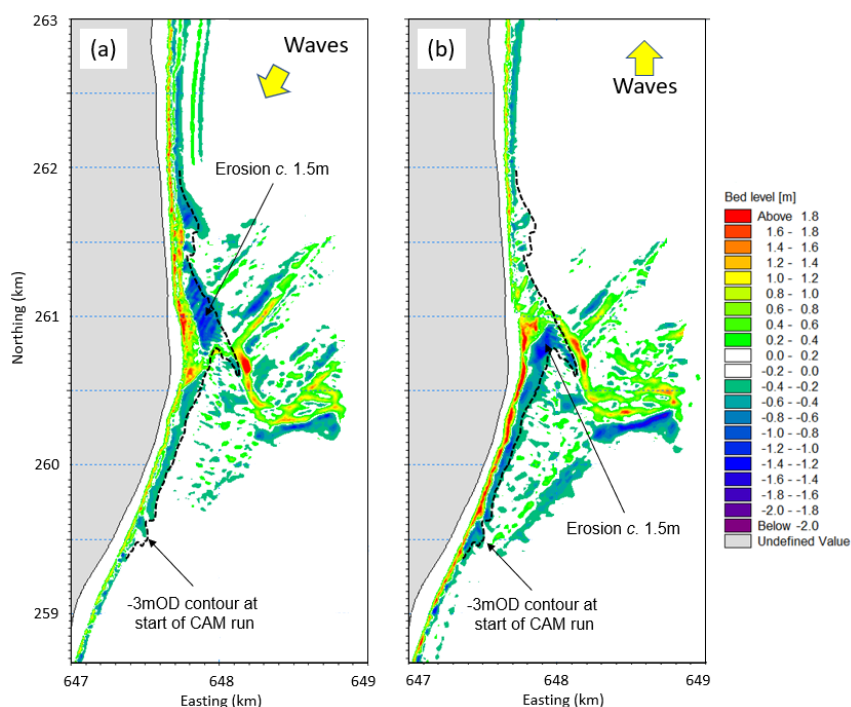 (a)
Waves
Erosion c. 1.5m
-3mOD contour at
start of CAM run
(b)
Waves
Erosion c. 1.5m
-3mOD contour at
start of CAM run
263
262
261
260
259
Northing (km)
647
648
649
Easting (km)
647
648
649
Easting (km)
Bed level [m]
Above 1.8
1.6 - 1.8
1.4 - 1.6
1.2 - 1.4
1.0 - 1.2
0.8 - 1.0
0.6 - 0.8
0.4 - 0.6
0.2 - 0.4
0.0 - 0.2
-0.2 - 0.0
-0.4 - -0.2
-0.6 - -0.4
-0.8 - -0.6
-1.0 - -0.8
-1.2 - -1.0
-1.4 - -1.2
-1.6 - -1.4
-1.8 - -1.6
-2.0 - -1.8
Below -2.0
Undefined Value